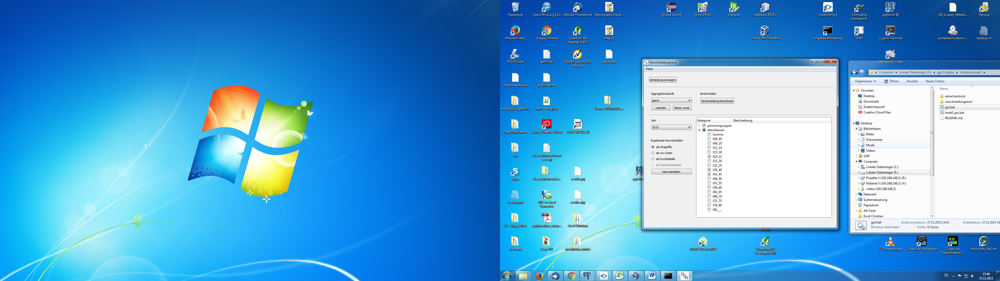 Papierkorb
OpenOffice.org 3.4.1
Mozilla Thunderbird
DemographicDevel...
Eclipse Java EE
Wing IDE 4.1
Designer
NetBeans IDE 8.0
SmartGitHg 4
TortoiseHg
Workbench
pgAdmin III
DB_Scraper_Mitteld...
Recuva
Mozilla Firefox
Google Chrome
Quantum GIS
Desktop (1.8.0)
Map.js
Oracle VM VirtualBox
Eingabeaufforderung
SWIG
Cygwin Terminal
portablewincdemu-...
desktop.ini
EPSON Scan
garmi.sql
Norton Security mit
Backup
results.shx
prognose.backup
publickey.rsa
postgisgui_pgadmi...
npm-debug.log
Demo_VISUM1400_...
OpenTripPlanner
Adobe Creative Cloud
SAGA GIS (2.1.2)
otp
db_webfrontend mat
test.sql
Skype
db_webfrontend_f...
results.prj
desktop.ini
PDF To Excel
Converter
results.shp
KS - Shape Plots
optimization_europ...
Excel Christian
Alt Frank
Scan VW
installation_tdmks
GRASS GIS 6.4.3RC2
Quantum GIS
Desktop (1.8.0)
VLC media player
CyberLink WaveEditor
2
CyberLink
PowerDirector ...
Microsoft LifeCam
Verschneidungstool
Datei
Verbindung erneuern
Aggregationsstufe
garmi
Löschen
Neuer Layer
Verschneiden
Verschneidung berechnen
Jahr
2015
Ergebnisse herunterladen
als Shapefile
als csv-Datei
als Exceltabelle
als FileGeoDatabase
Herunterladen
Kategorie
Beschreibung
personengruppen
altersklassen
Summe
X00_05
X06_10
X11_14
X15_18
X19_22
X23_30
X31_35
X36_40
X41_45
X46_50
X51_55
X56_60
X61_65
X66_70
X71_75
X76_80
X81___
Computer
Lokaler Datenträger (F:)
ggr Projekte
Verkehrsmodell
Organisieren
Öffnen
Drucken
Neuer Ordner
Favoriten
Desktop
Downloads
Zuletzt besucht
Creative Cloud Files
Desktop
Bibliotheken
Bilder
Dokumente
Musik
Videos
GGR
Computer
Lokaler Datenträger (C:)
Lokaler Datenträger (F:)
Projekte (\\192.168.148.2) (R:)
Material (\\192.168.148.2) (Y:)
videos (192.168.148.2)
Netzwerk
Systemsteuerung
Papierkorb
Alt Frank
Excel Christian
Name
extractiontools
verschneidungstool
gui.bat
install_gui.bat
README.md
gui.bat
Änderungsdatum: 27.11.2015 14:42
Erstelldatum: 27.11.2015 14
Windows-Batchdatei
Größe: 63 Bytes
DE
15:46
27.11.2015